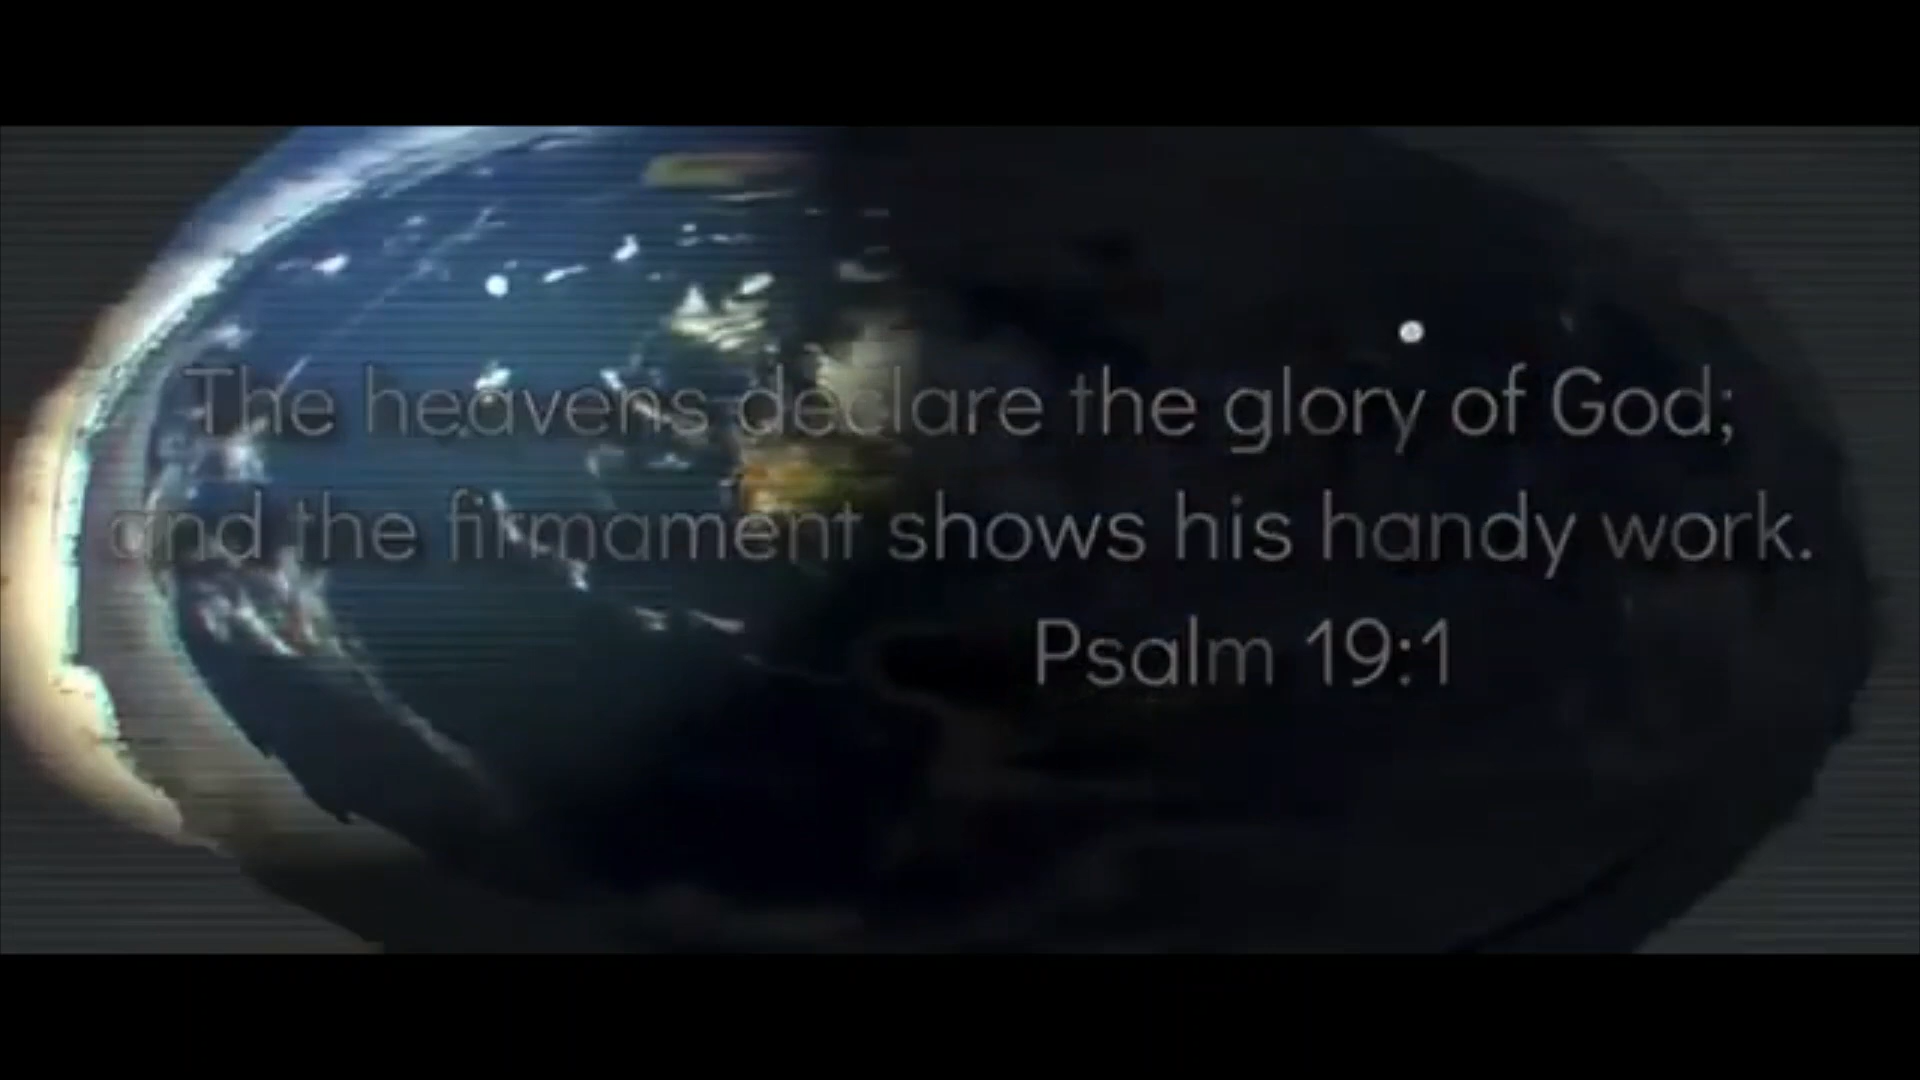 The heavens declare the glory of God;
and the firmament shows his handy work.
Psalm 19:1